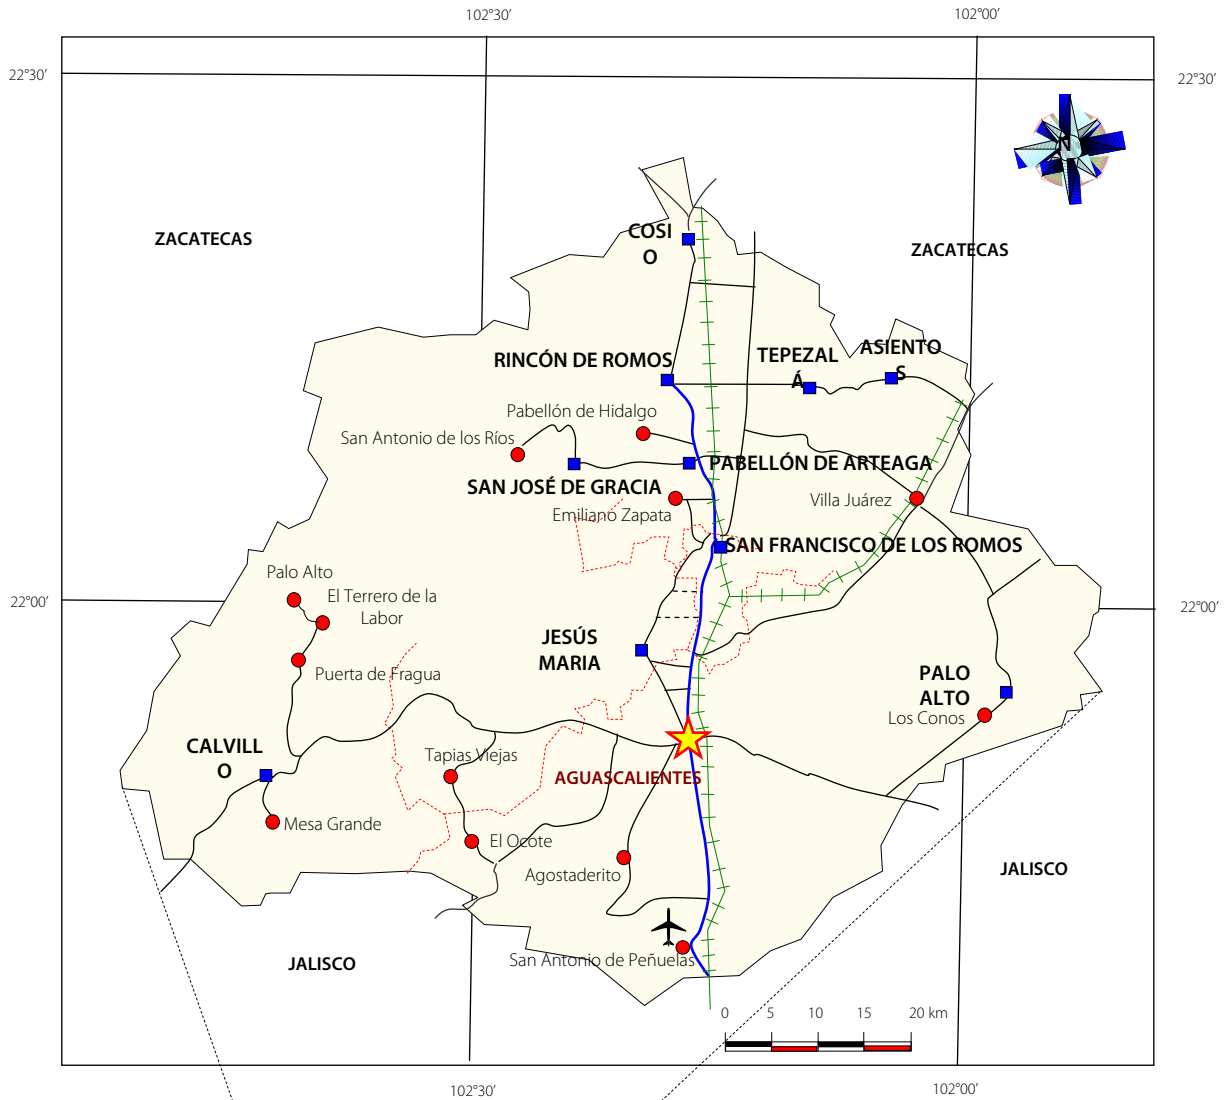 102°30'
102°00'
22°30'
22°30'
N
ZACATECAS
COSI
O
ZACATECAS
RINCÓN DE ROMOS
TEPEZAL
Á
ASIENTO
S
Pabellón de Hidalgo
San Antonio de los Ríos
PABELLÓN DE ARTEAGA
SAN JOSÉ DE GRACIA
Villa Juárez
Emiliano Zapata
SAN FRANCISCO DE LOS ROMOS
Palo Alto
El Terrero de la
Labor
22°00'
22°00'
JESÚS
MARIA
Puerta de Fragua
PALO
ALTO
Los Conos
CALVILL
O
Tapias Viejas
AGUASCALIENTES
Mesa Grande
El Ocote
Agostaderito
JALISCO
San Antonio de Peñuelas
JALISCO
0 5 10 15 20 km
102°30'
102°00'